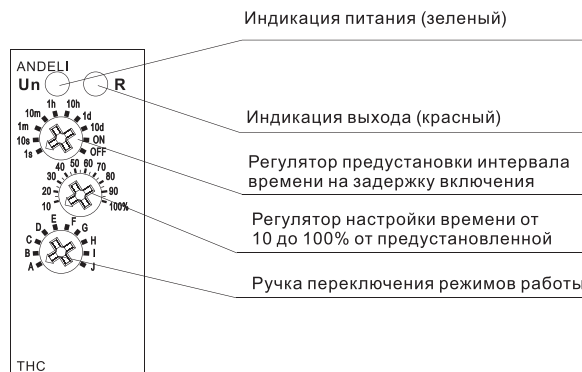 Индикация питания (зеленый)
ANDELI
Un R
Индикация выхода (красный)
1s 10s 1m 10m 1h 10h 1d 10d ON OFF
Регулятор предустановки интервала
времени на задержку включения
10 20 30 40 50 60 70 80 90 100%
Регулятор настройки времени от
10 до 100% от предустановленной
A B C D E F G H I J
Ручка переключения режимов работы
THC